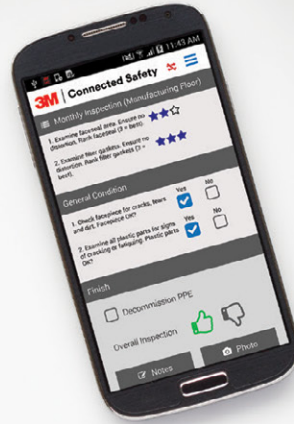 11:43 AM
3M | Connected Safety
Monthly Inspection (Manufacturing Floor)
1. Examine faceseal area. Ensure no
distortion. Rank faceseal (3 = best).
2. Examine filter gaskets. Ensure no
distortion. Rank filter gaskets (3 =
best).
General Condition
1. Check facepiece for cracks, tears
and dirt. Facepiece OK?
Yes No
2. Examine all plastic parts for signs
of cracking or fatiguing. Plastic parts
OK?
Yes No
Finish
Decommission PPE
Overall Inspection
Notes
Photo